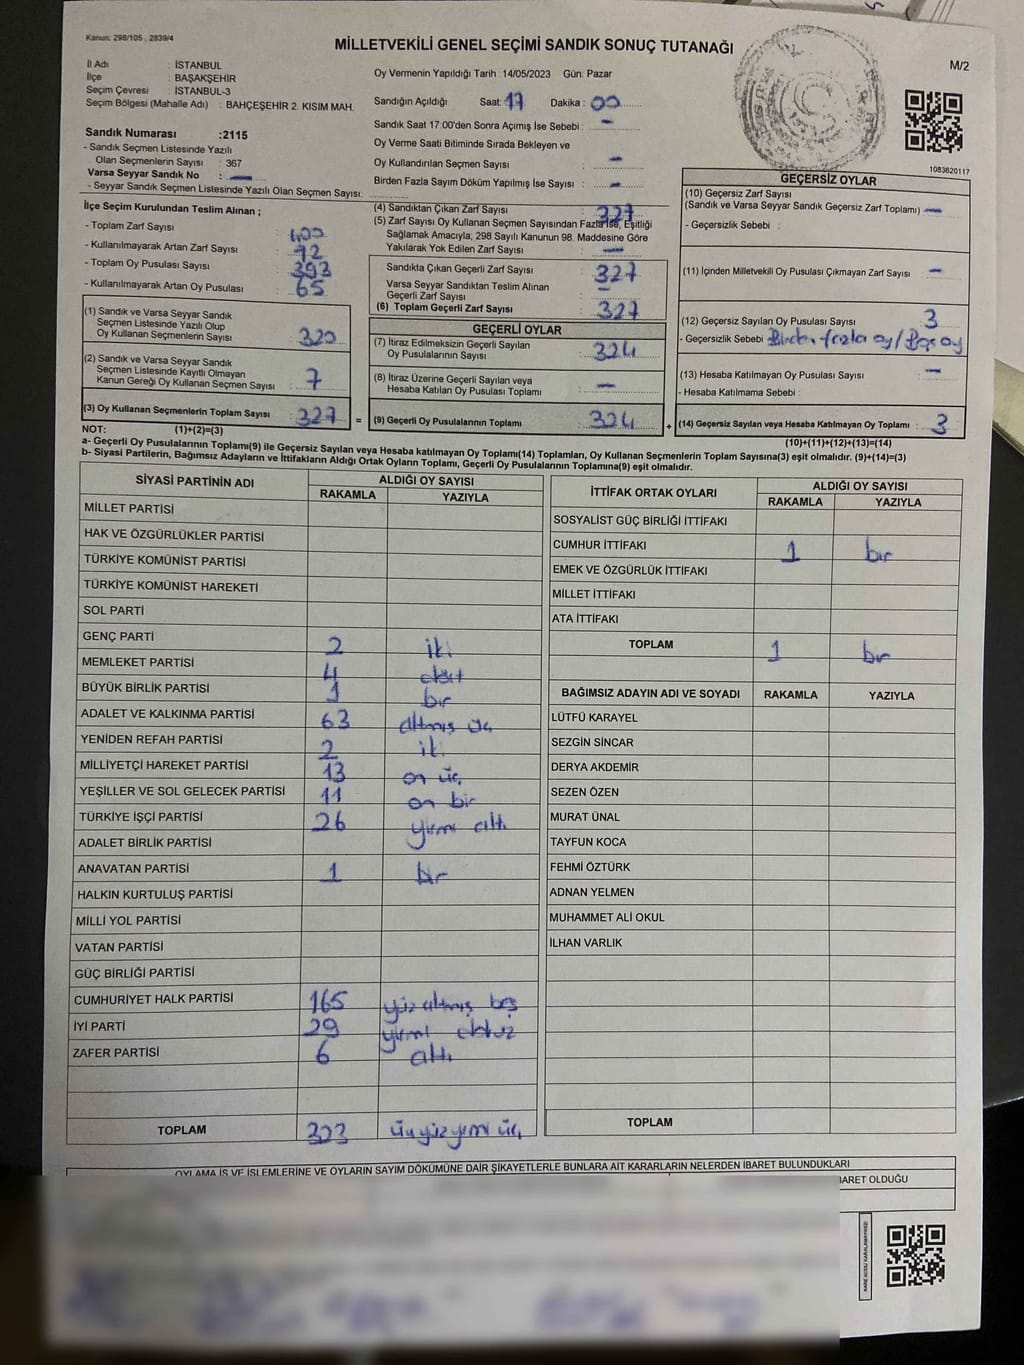 Kanun: 298/105 , 2839/4
MİLLETVEKİLİ GENEL SEÇİMİ SANDIK SONUÇ TUTANAĞI
M/2
İl Adı : İSTANBUL
İlçe : BAŞAKŞEHİR
Seçim Çevresi : İSTANBUL-3
Seçim Bölgesi (Mahalle Adı) : BAHÇEŞEHİR 2. KISIM MAH.
Sandık Numarası :2115
- Sandık Seçmen Listesinde Yazılı
Olan Seçmenlerin Sayısı : 367
Varsa Seyyar Sandık No : —
- Seyyar Sandık Seçmen Listesinde Yazılı Olan Seçmen Sayısı:
Oy Vermenin Yapıldığı Tarih : 14/05/2023 Gün: Pazar
Sandığın Açıldığı Saat: 17 Dakika : 00
Sandık Saat 17:00'den Sonra Açımış İse Sebebi : —
Oy Verme Saati Bitiminde Sırada Bekleyen ve
Oy Kullandırılan Seçmen Sayısı : —
Birden Fazla Sayım Döküm Yapılmış İse Sayısı : —
1083620117
İlçe Seçim Kurulundan Teslim Alınan ;
- Toplam Zarf Sayısı : 400
- Kullanılmayarak Artan Zarf Sayısı : 72
- Toplam Oy Pusulası Sayısı : 393
- Kullanılmayarak Artan Oy Pusulası : 65
(1) Sandık ve Varsa Seyyar Sandık
Seçmen Listesinde Yazılı Olup
Oy Kullanan Seçmenlerin Sayısı : 320
(2) Sandık ve Varsa Seyyar Sandık
Seçmen Listesinde Kayıtlı Olmayan
Kanun Gereği Oy Kullanan Seçmen Sayısı : 7
(3) Oy Kullanan Seçmenlerin Toplam Sayısı : 327 =
(4) Sandıktan Çıkan Zarf Sayısı : 327
(5) Zarf Sayısı Oy Kullanan Seçmen Sayısından Fazla İse, Eşitliği
Sağlamak Amacıyla; 298 Sayılı Kanunun 98. Maddesine Göre
Yakılarak Yok Edilen Zarf Sayısı : —
Sandıkta Çıkan Geçerli Zarf Sayısı : 327
Varsa Seyyar Sandıktan Teslim Alınan
Geçerli Zarf Sayısı : —
(6) Toplam Geçerli Zarf Sayısı : 327
GEÇERLİ OYLAR
(7) İtiraz Edilmeksizin Geçerli Sayılan
Oy Pusulalarının Sayısı : 324
(8) İtiraz Üzerine Geçerli Sayılan veya
Hesaba Katılan Oy Pusulası Toplamı : —
(9) Geçerli Oy Pusulalarının Toplamı : 324 +
GEÇERSİZ OYLAR
(10) Geçersiz Zarf Sayısı
(Sandık ve Varsa Seyyar Sandık Geçersiz Zarf Toplamı) : —
- Geçersizlik Sebebi :
(11) İçinden Milletvekili Oy Pusulası Çıkmayan Zarf Sayısı : —
(12) Geçersiz Sayılan Oy Pusulası Sayısı : 3
- Geçersizlik Sebebi : Birden fazla oy / Boş oy
(13) Hesaba Katılmayan Oy Pusulası Sayısı : —
- Hesaba Katılmama Sebebi :
(14) Geçersiz Sayılan veya Hesaba Katılmayan Oy Toplamı : 3
NOT: (1)+(2)=(3)
(10)+(11)+(12)+(13)=(14)
a- Geçerli Oy Pusulalarının Toplamı(9) ile Geçersiz Sayılan veya Hesaba katılmayan Oy Toplamı(14) Toplamları, Oy Kullanan Seçmenlerin Toplam Sayısına(3) eşit olmalıdır. (9)+(14)=(3)
b- Siyasi Partilerin, Bağımsız Adayların ve İttifakların Aldığı Ortak Oyların Toplamı, Geçerli Oy Pusulalarının Toplamına(9) eşit olmalıdır.
SİYASİ PARTİNİN ADI ALDIĞI OY SAYISI
RAKAMLA YAZIYLA
MİLLET PARTİSİ
HAK VE ÖZGÜRLÜKLER PARTİSİ
TÜRKİYE KOMÜNİST PARTİSİ
TÜRKİYE KOMÜNİST HAREKETİ
SOL PARTİ
GENÇ PARTİ 2 iki
MEMLEKET PARTİSİ 4 dört
BÜYÜK BİRLİK PARTİSİ 1 bir
ADALET VE KALKINMA PARTİSİ 63 altmış üç
YENİDEN REFAH PARTİSİ 2 iki
MİLLİYETÇİ HAREKET PARTİSİ 13 on üç
YEŞİLLER VE SOL GELECEK PARTİSİ 11 on bir
TÜRKİYE İŞÇİ PARTİSİ 26 yirmi altı
ADALET BİRLİK PARTİSİ
ANAVATAN PARTİSİ 1 bir
HALKIN KURTULUŞ PARTİSİ
MİLLİ YOL PARTİSİ
VATAN PARTİSİ
GÜÇ BİRLİĞİ PARTİSİ
CUMHURİYET HALK PARTİSİ 165 yüz altmış beş
İYİ PARTİ 29 yirmi dokuz
ZAFER PARTİSİ 6 altı
TOPLAM 323 üçyüz yirmi üç
İTTİFAK ORTAK OYLARI ALDIĞI OY SAYISI
RAKAMLA YAZIYLA
SOSYALİST GÜÇ BİRLİĞİ İTTİFAKI
CUMHUR İTTİFAKI 1 bir
EMEK VE ÖZGÜRLÜK İTTİFAKI
MİLLET İTTİFAKI
ATA İTTİFAKI
TOPLAM 1 bir
BAĞIMSIZ ADAYIN ADI VE SOYADI RAKAMLA YAZIYLA
LÜTFÜ KARAYEL
SEZGİN SİNCAR
DERYA AKDEMİR
SEZEN ÖZEN
MURAT ÜNAL
TAYFUN KOCA
FEHMİ ÖZTÜRK
ADNAN YELMEN
MUHAMMET ALİ OKUL
İLHAN VARLIK
TOPLAM
OYLAMA İŞ VE İŞLEMLERİNE VE OYLARIN SAYIM DÖKÜMÜNE DAİR ŞİKAYETLERLE BUNLARA AİT KARARLARIN NELERDEN İBARET BULUNDUKLARI
BARET OLDUĞU